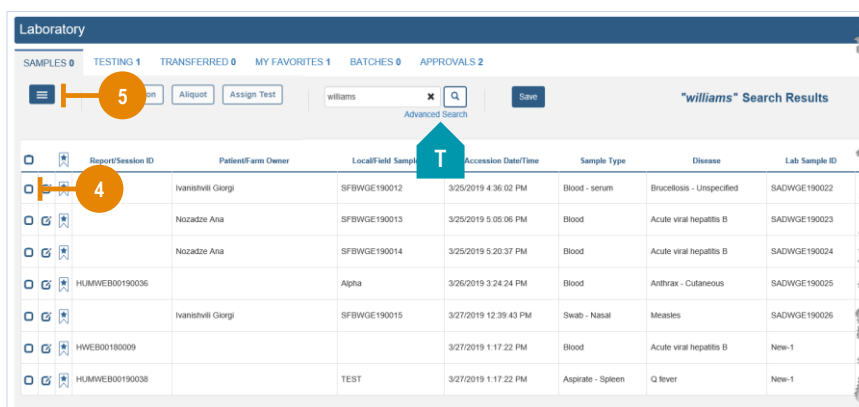 Laboratory
SAMPLES 0 TESTING 1 TRANSFERRED 0 MY FAVORITES 1 BATCHES 0 APPROVALS 2
5 on Aliquot Assign Test williams Save "williams" Search Results
Advanced Search
T
Report/Session ID Patient/Farm Owner Local/Field Sample Accession Date/Time Sample Type Disease Lab Sample ID
4 Ivanishvili Giorgi SFBWGE190012 3/25/2019 4:36:02 PM Blood - serum Brucellosis - Unspecified SADWGE190022
Nozadze Ana SFBWGE190013 3/25/2019 5:05:06 PM Blood Acute viral hepatitis B SADWGE190023
Nozadze Ana SFBWGE190014 3/25/2019 5:20:37 PM Blood Acute viral hepatitis B SADWGE190024
HUMWEB00190036 Alpha 3/26/2019 3:24:24 PM Blood Anthrax - Cutaneous SADWGE190025
Ivanishvili Giorgi SFBWGE190015 3/27/2019 12:39:43 PM Swab - Nasal Measles SADWGE190026
HWEB00180009 3/27/2019 1:17:22 PM Blood Acute viral hepatitis B New-1
HUMWEB00190038 TEST 3/27/2019 1:17:22 PM Aspirate - Spleen Q fever New-1